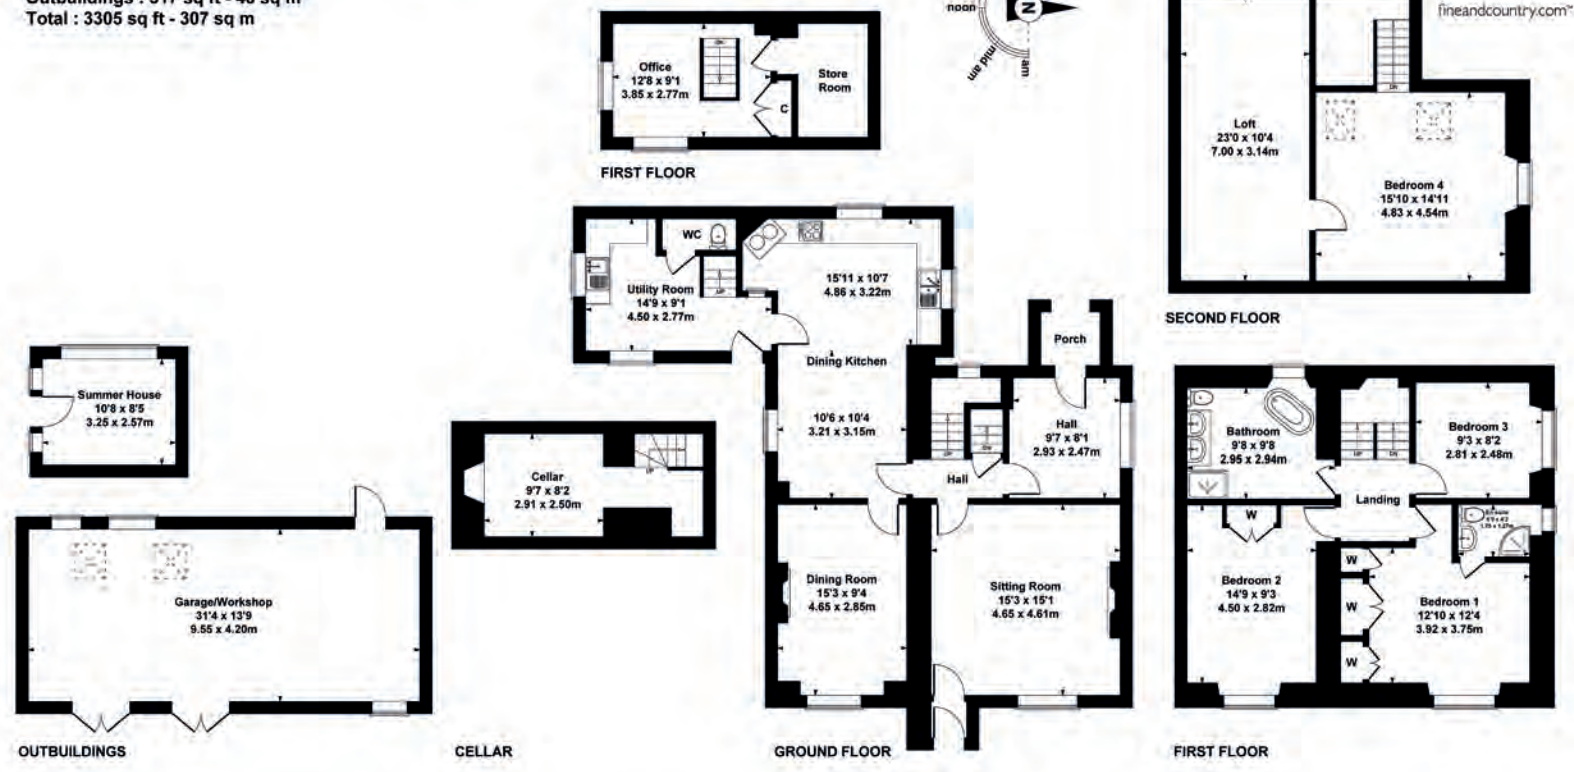 Total : 3305 sq ft - 307 sq m
noon
N
mid am
am
fineandcountry.com™
Office
12'8 x 9'1
3.85 x 2.77m
DN
Store
Room
C
FIRST FLOOR
DN
Loft
23'0 x 10'4
7.00 x 3.14m
Bedroom 4
15'10 x 14'11
4.83 x 4.54m
SECOND FLOOR
WC
Utility Room
14'9 x 9'1
4.50 x 2.77m
UP
15'11 x 10'7
4.86 x 3.22m
Dining Kitchen
10'6 x 10'4
3.21 x 3.15m
Porch
Hall
9'7 x 8'1
2.93 x 2.47m
UP
DN
Hall
Dining Room
15'3 x 9'4
4.65 x 2.85m
Sitting Room
15'3 x 15'1
4.65 x 4.61m
GROUND FLOOR
Summer House
10'8 x 8'5
3.25 x 2.57m
Garage/Workshop
31'4 x 13'9
9.55 x 4.20m
OUTBUILDINGS
Cellar
9'7 x 8'2
2.91 x 2.50m
UP
CELLAR
Bathroom
9'8 x 9'8
2.95 x 2.94m
UP
DN
Bedroom 3
9'3 x 8'2
2.81 x 2.48m
Landing
W
Bedroom 2
14'9 x 9'3
4.50 x 2.82m
W
W
W
Bedroom 1
12'10 x 12'4
3.92 x 3.75m
FIRST FLOOR